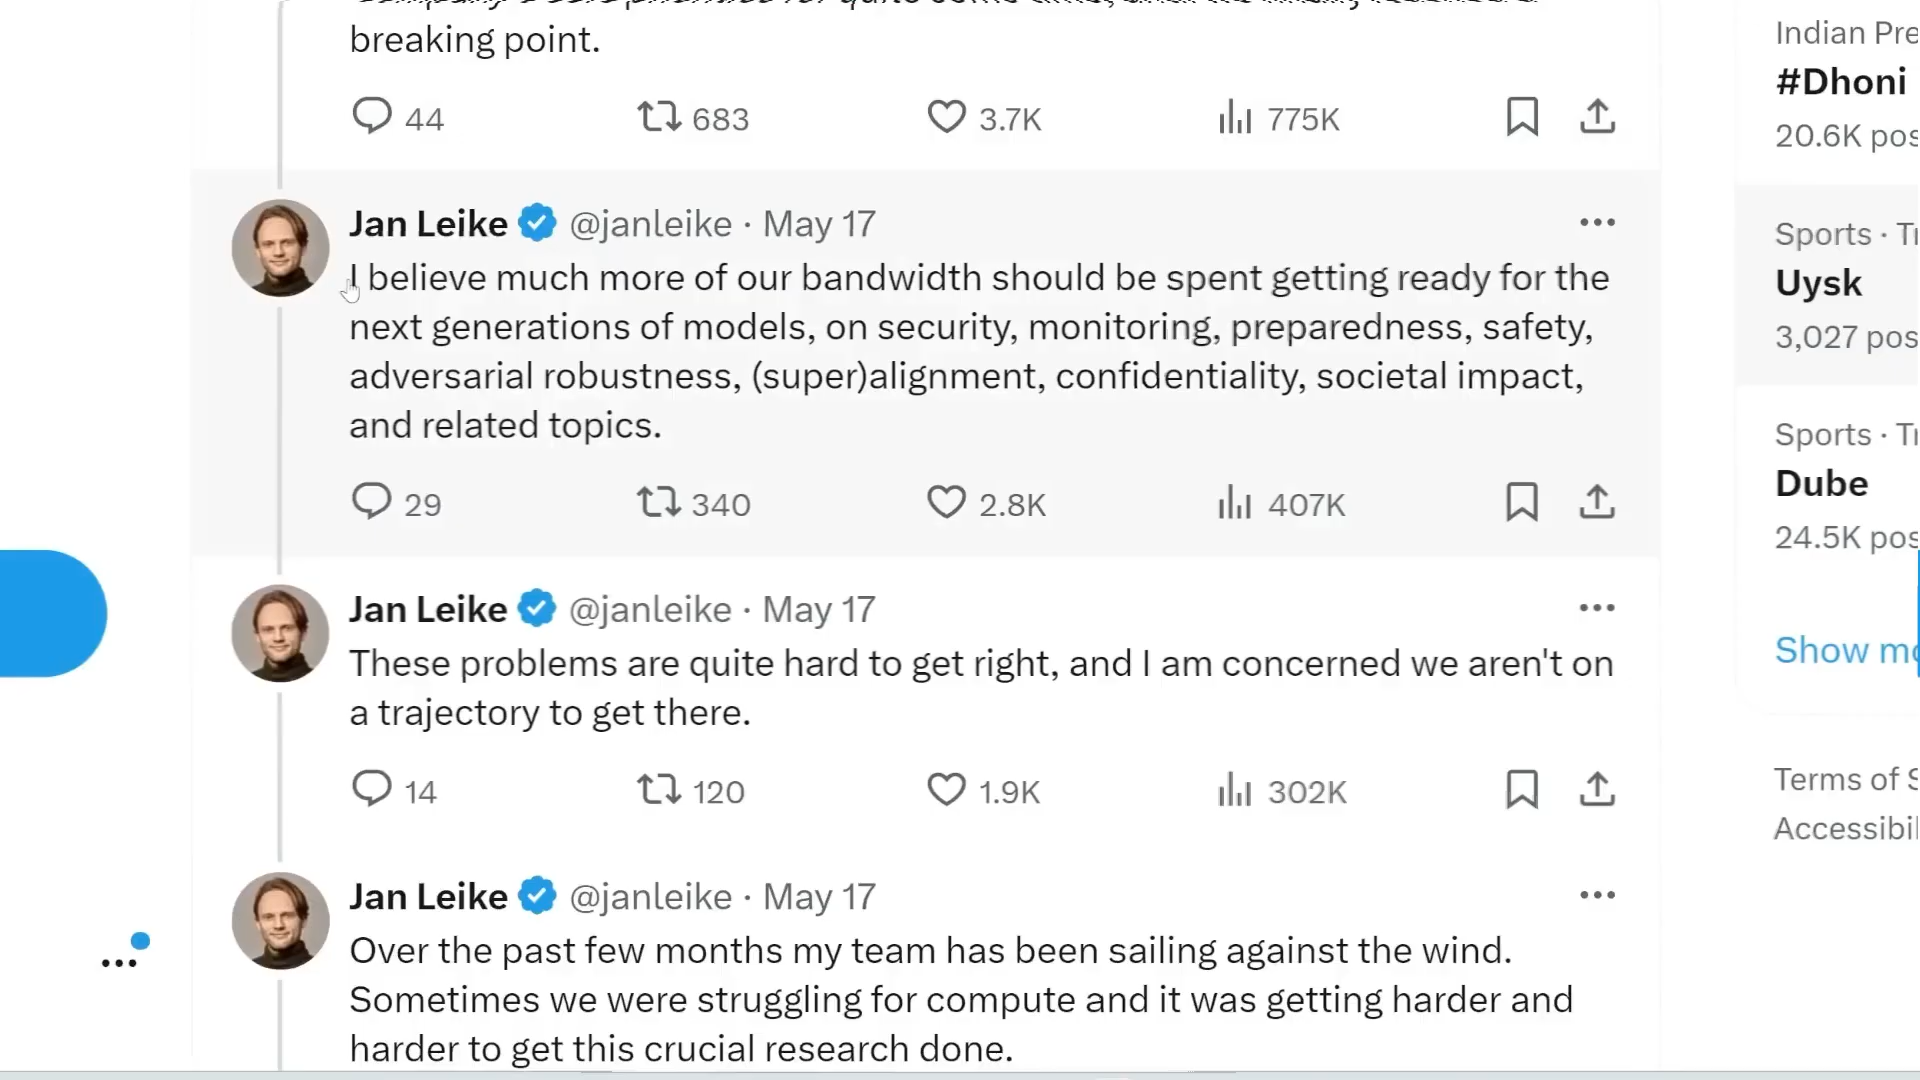 breaking point.
44 683 3.7K 775K
Jan Leike @janleike · May 17
I believe much more of our bandwidth should be spent getting ready for the
next generations of models, on security, monitoring, preparedness, safety,
adversarial robustness, (super)alignment, confidentiality, societal impact,
and related topics.
29 340 2.8K 407K
Jan Leike @janleike · May 17
These problems are quite hard to get right, and I am concerned we aren't on
a trajectory to get there.
14 120 1.9K 302K
Jan Leike @janleike · May 17
Over the past few months my team has been sailing against the wind.
Sometimes we were struggling for compute and it was getting harder and
harder to get this crucial research done.
Indian Pre
#Dhoni
20.6K pos
Sports · Tr
Uysk
3,027 pos
Sports · Tr
Dube
24.5K pos
Show mo
Terms of S
Accessibil